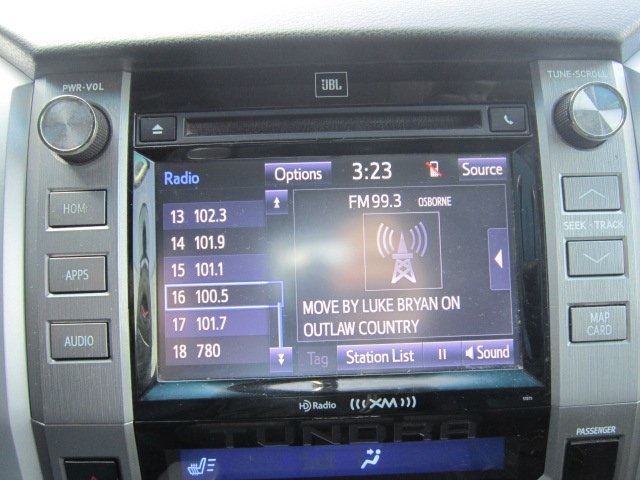 PWR·VOL
JBL
TUNE·SCROLL
Radio
Options
3:23
Source
FM 99.3 OSBORNE
13 102.3
14 101.9
15 101.1
16 100.5
17 101.7
18 780
MOVE BY LUKE BRYAN ON
OUTLAW COUNTRY
Tag
Station List
Sound
HOME
APPS
AUDIO
SEEK·TRACK
MAP
CARD
HD Radio
(((XM)))
TUNDRA
PASSENGER